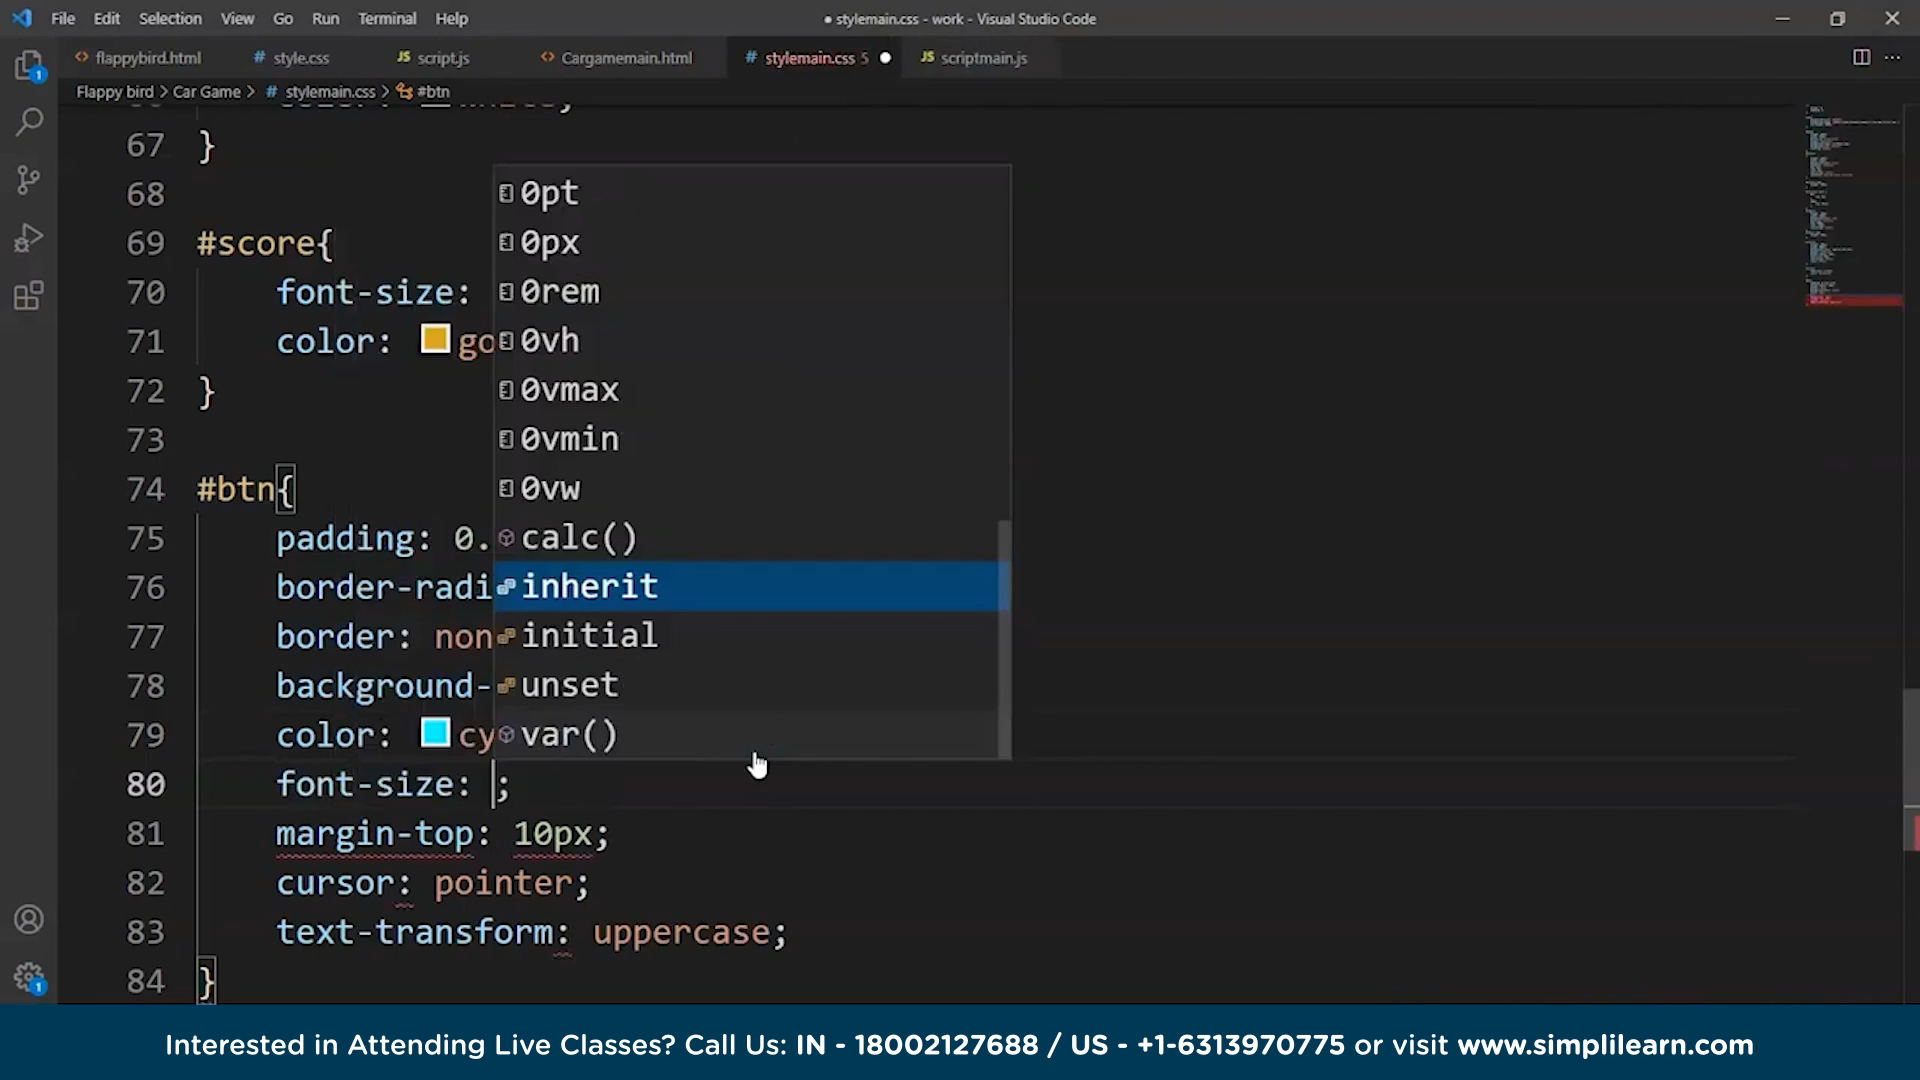 File Edit Selection View Go Run Terminal Help
● stylemain.css - work - Visual Studio Code
flappybird.html # style.css JS script.js Cargamemain.html # stylemain.css 5 JS scriptmain.js
Flappy bird > Car Game > # stylemain.css > #btn
67 }
68
69 #score{
70 font-size:
71 color: go
72 }
73
74 #btn{
75 padding: 0.
76 border-radi
77 border: non
78 background-
79 color: cy
80 font-size: ;
81 margin-top: 10px;
82 cursor: pointer;
83 text-transform: uppercase;
84 }
0pt
0px
0rem
0vh
0vmax
0vmin
0vw
calc()
inherit
initial
unset
var()
1
1
Interested in Attending Live Classes? Call Us: IN - 18002127688 / US - +1-6313970775 or visit www.simplilearn.com